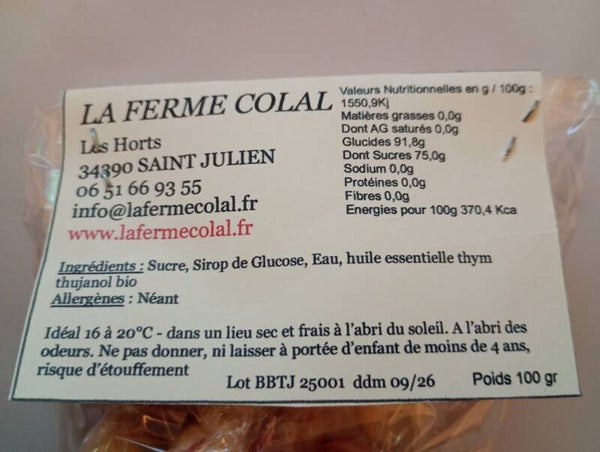 LA FERME COLAL
Les Horts
34390 SAINT JULIEN
06 51 66 93 55
info@lafermecolal.fr
www.lafermecolal.fr
Valeurs Nutritionnelles en g / 100g :
1550,9Kj
Matières grasses 0,0g
Dont AG saturés 0,0g
Glucides 91,8g
Dont Sucres 75,0g
Sodium 0,0g
Protéines 0,0g
Fibres 0,0g
Energies pour 100g 370,4 Kca
Ingrédients : Sucre, Sirop de Glucose, Eau, huile essentielle thym
thujanol bio
Allergènes : Néant
Idéal 16 à 20°C - dans un lieu sec et frais à l'abri du soleil. A l'abri des
odeurs. Ne pas donner, ni laisser à portée d'enfant de moins de 4 ans,
risque d'étouffement
Lot BBTJ 25001 ddm 09/26 Poids 100 gr